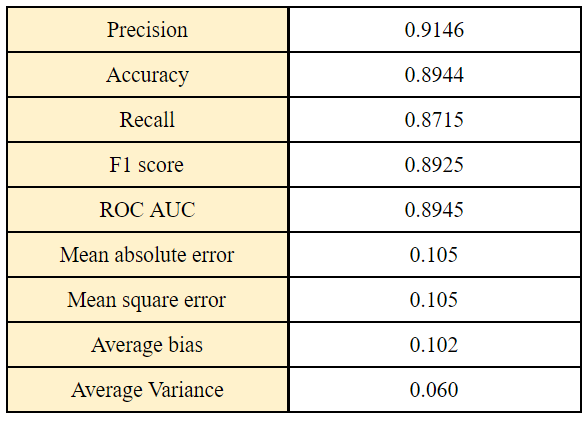 Precision 0.9146
Accuracy 0.8944
Recall 0.8715
F1 score 0.8925
ROC AUC 0.8945
Mean absolute error 0.105
Mean square error 0.105
Average bias 0.102
Average Variance 0.060